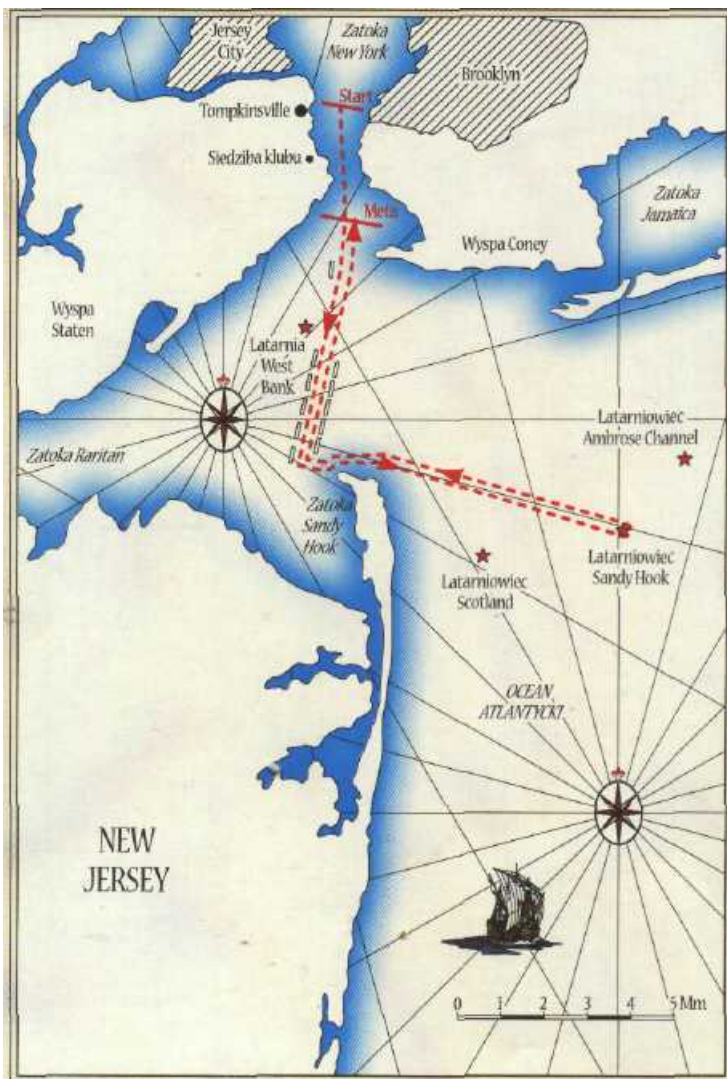 Jersey
City
Zatoka
New York
Brooklyn
Start
Tompkinsville
Siedziba klubu
Meta
Zatoka
Jamaica
Wyspa Coney
Wyspa
Staten
Latarnia
West
Bank
Latarniowiec
Ambrose Channel
Zatoka Raritan
Zatoka
Sandy
Hook
Latarniowiec
Scotland
Latarniowiec
Sandy Hook
OCEAN
ATLANTYCKI
NEW
JERSEY
0 1 2 3 4 5 Mm